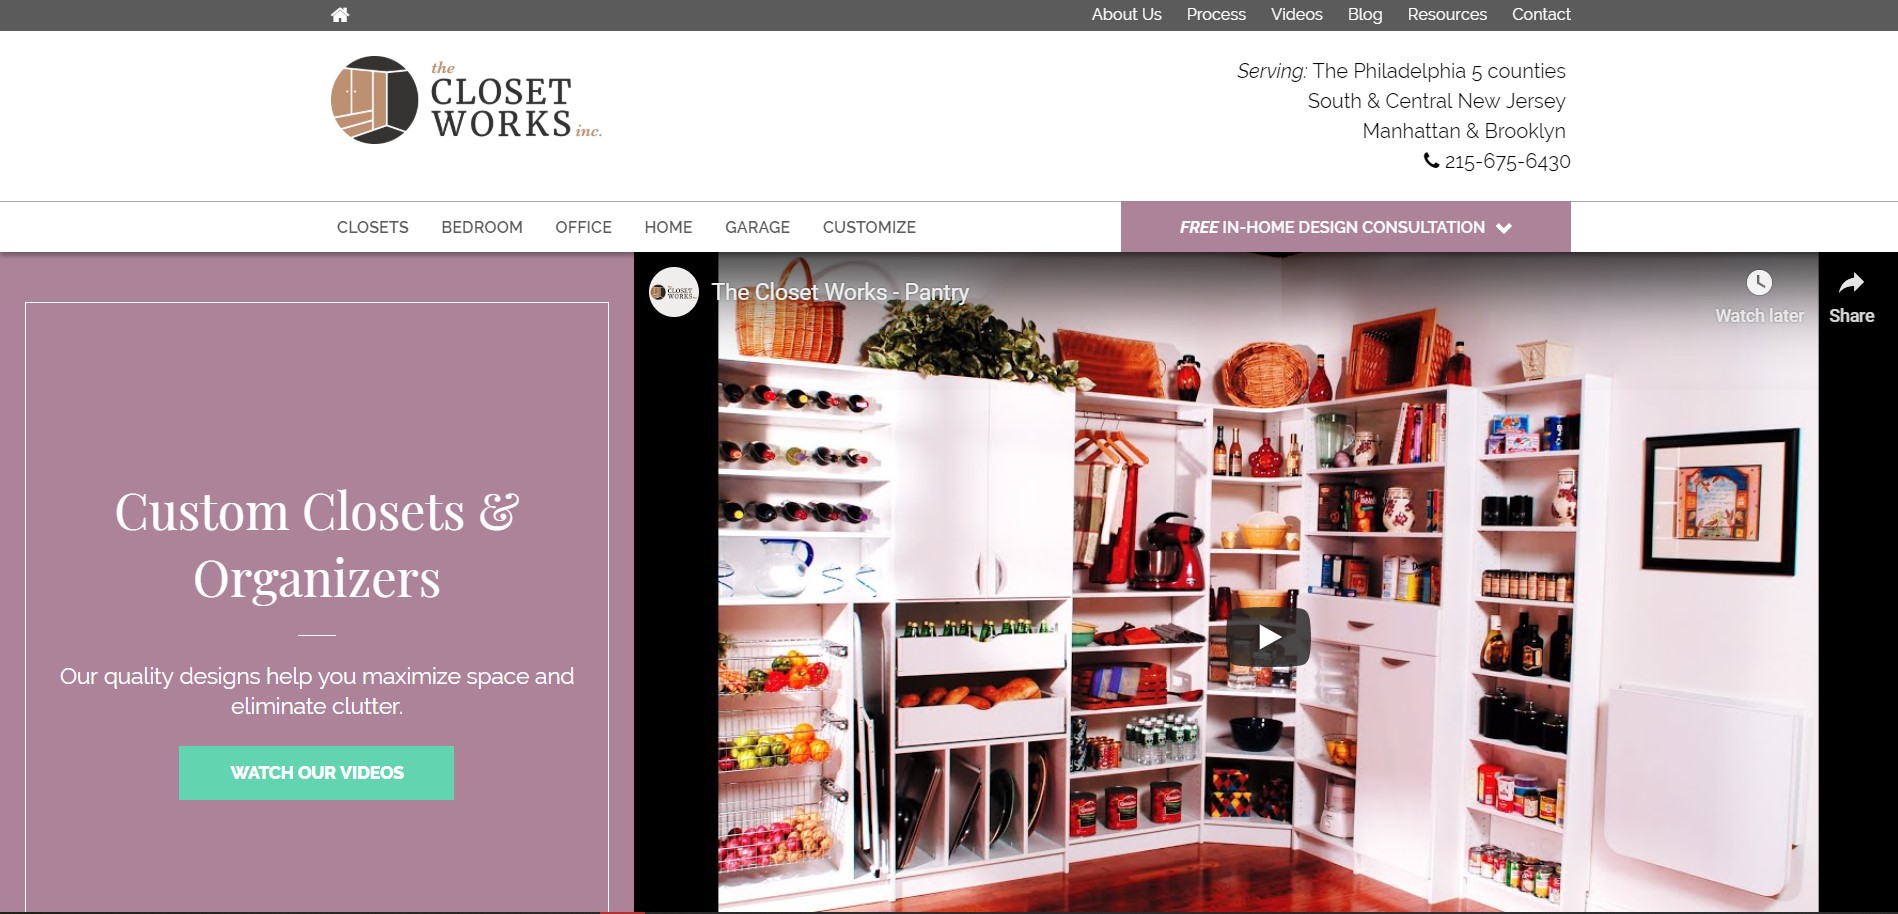 About Us Process Videos Blog Resources Contact
the
CLOSET
WORKS inc.
Serving: The Philadelphia 5 counties
South & Central New Jersey
Manhattan & Brooklyn
215-675-6430
CLOSETS BEDROOM OFFICE HOME GARAGE CUSTOMIZE
FREE IN-HOME DESIGN CONSULTATION
CLOSET
WORKS
The Closet Works - Pantry
Watch later
Share
Custom Closets &
Organizers
Our quality designs help you maximize space and
eliminate clutter.
WATCH OUR VIDEOS